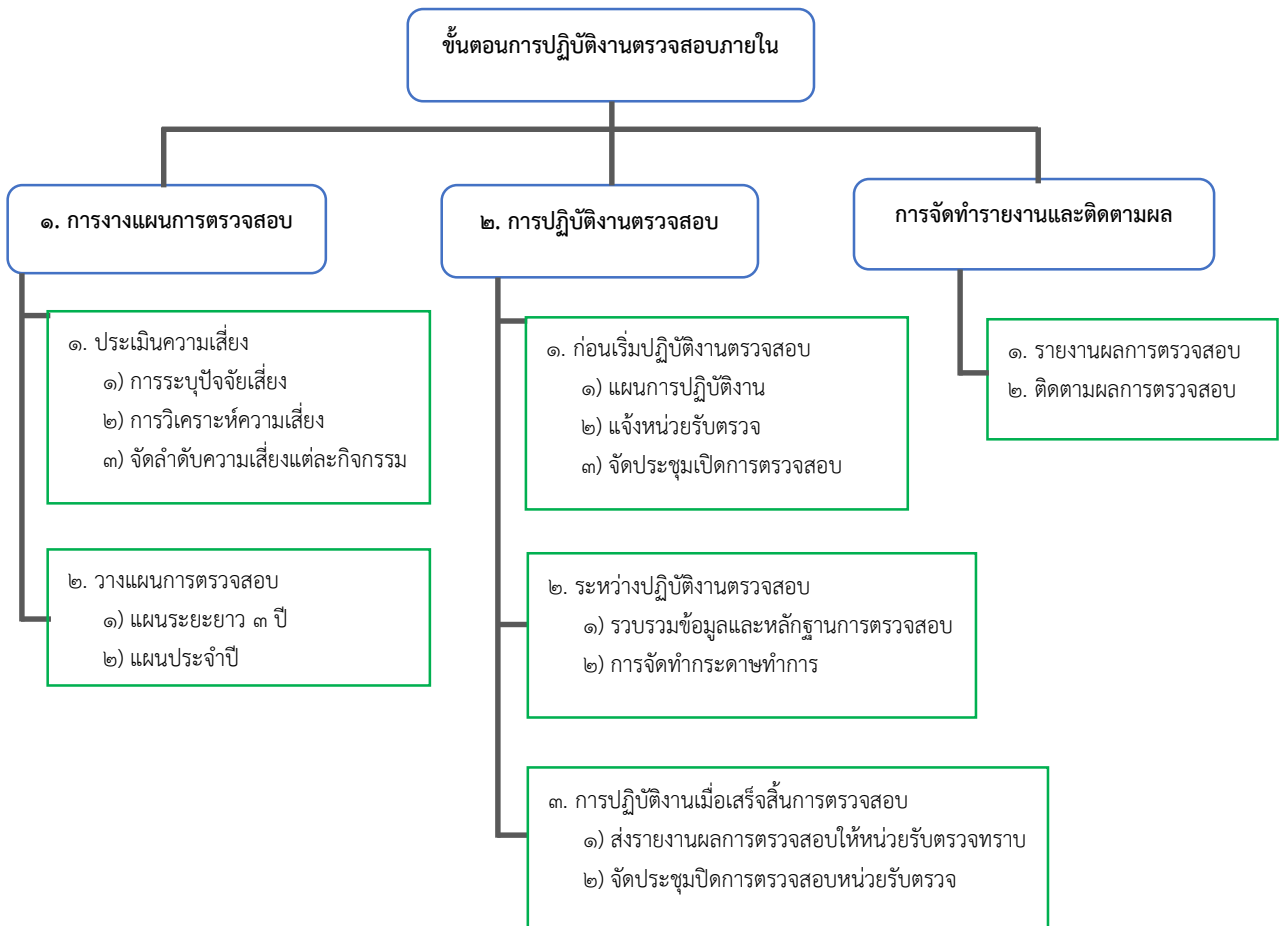 ขั้นตอนการปฏิบัติงานตรวจสอบภายใน
๑. การงางแผนการตรวจสอบ
๑. ประเมินความเสี่ยง
๑) การระบุปัจจัยเสี่ยง
๒) การวิเคราะห์ความเสี่ยง
๓) จัดลำดับความเสี่ยงแต่ละกิจกรรม
๒. วางแผนการตรวจสอบ
๑) แผนระยะยาว ๓ ปี
๒) แผนประจำปี
๒. การปฏิบัติงานตรวจสอบ
๑. ก่อนเริ่มปฏิบัติงานตรวจสอบ
๑) แผนการปฏิบัติงาน
๒) แจ้งหน่วยรับตรวจ
๓) จัดประชุมเปิดการตรวจสอบ
๒. ระหว่างปฏิบัติงานตรวจสอบ
๑) รวบรวมข้อมูลและหลักฐานการตรวจสอบ
๒) การจัดทำกระดาษทำการ
๓. การปฏิบัติงานเมื่อเสร็จสิ้นการตรวจสอบ
๑) ส่งรายงานผลการตรวจสอบให้หน่วยรับตรวจทราบ
๒) จัดประชุมปิดการตรวจสอบหน่วยรับตรวจ
การจัดทำรายงานและติดตามผล
๑. รายงานผลการตรวจสอบ
๒. ติดตามผลการตรวจสอบ